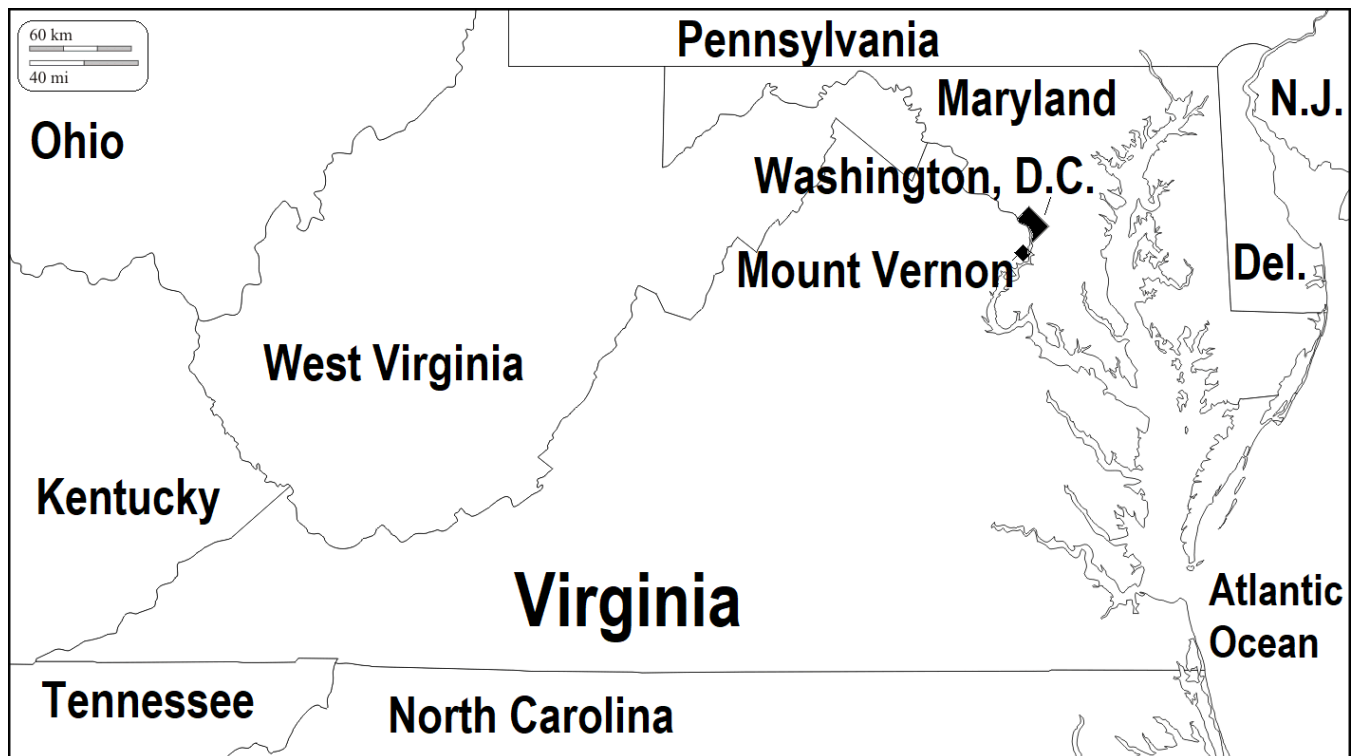 60 km
40 mi
Pennsylvania
Ohio
Maryland
N.J.
Washington, D.C.
Mount Vernon
Del.
West Virginia
Kentucky
Virginia
Atlantic
Ocean
Tennessee
North Carolina